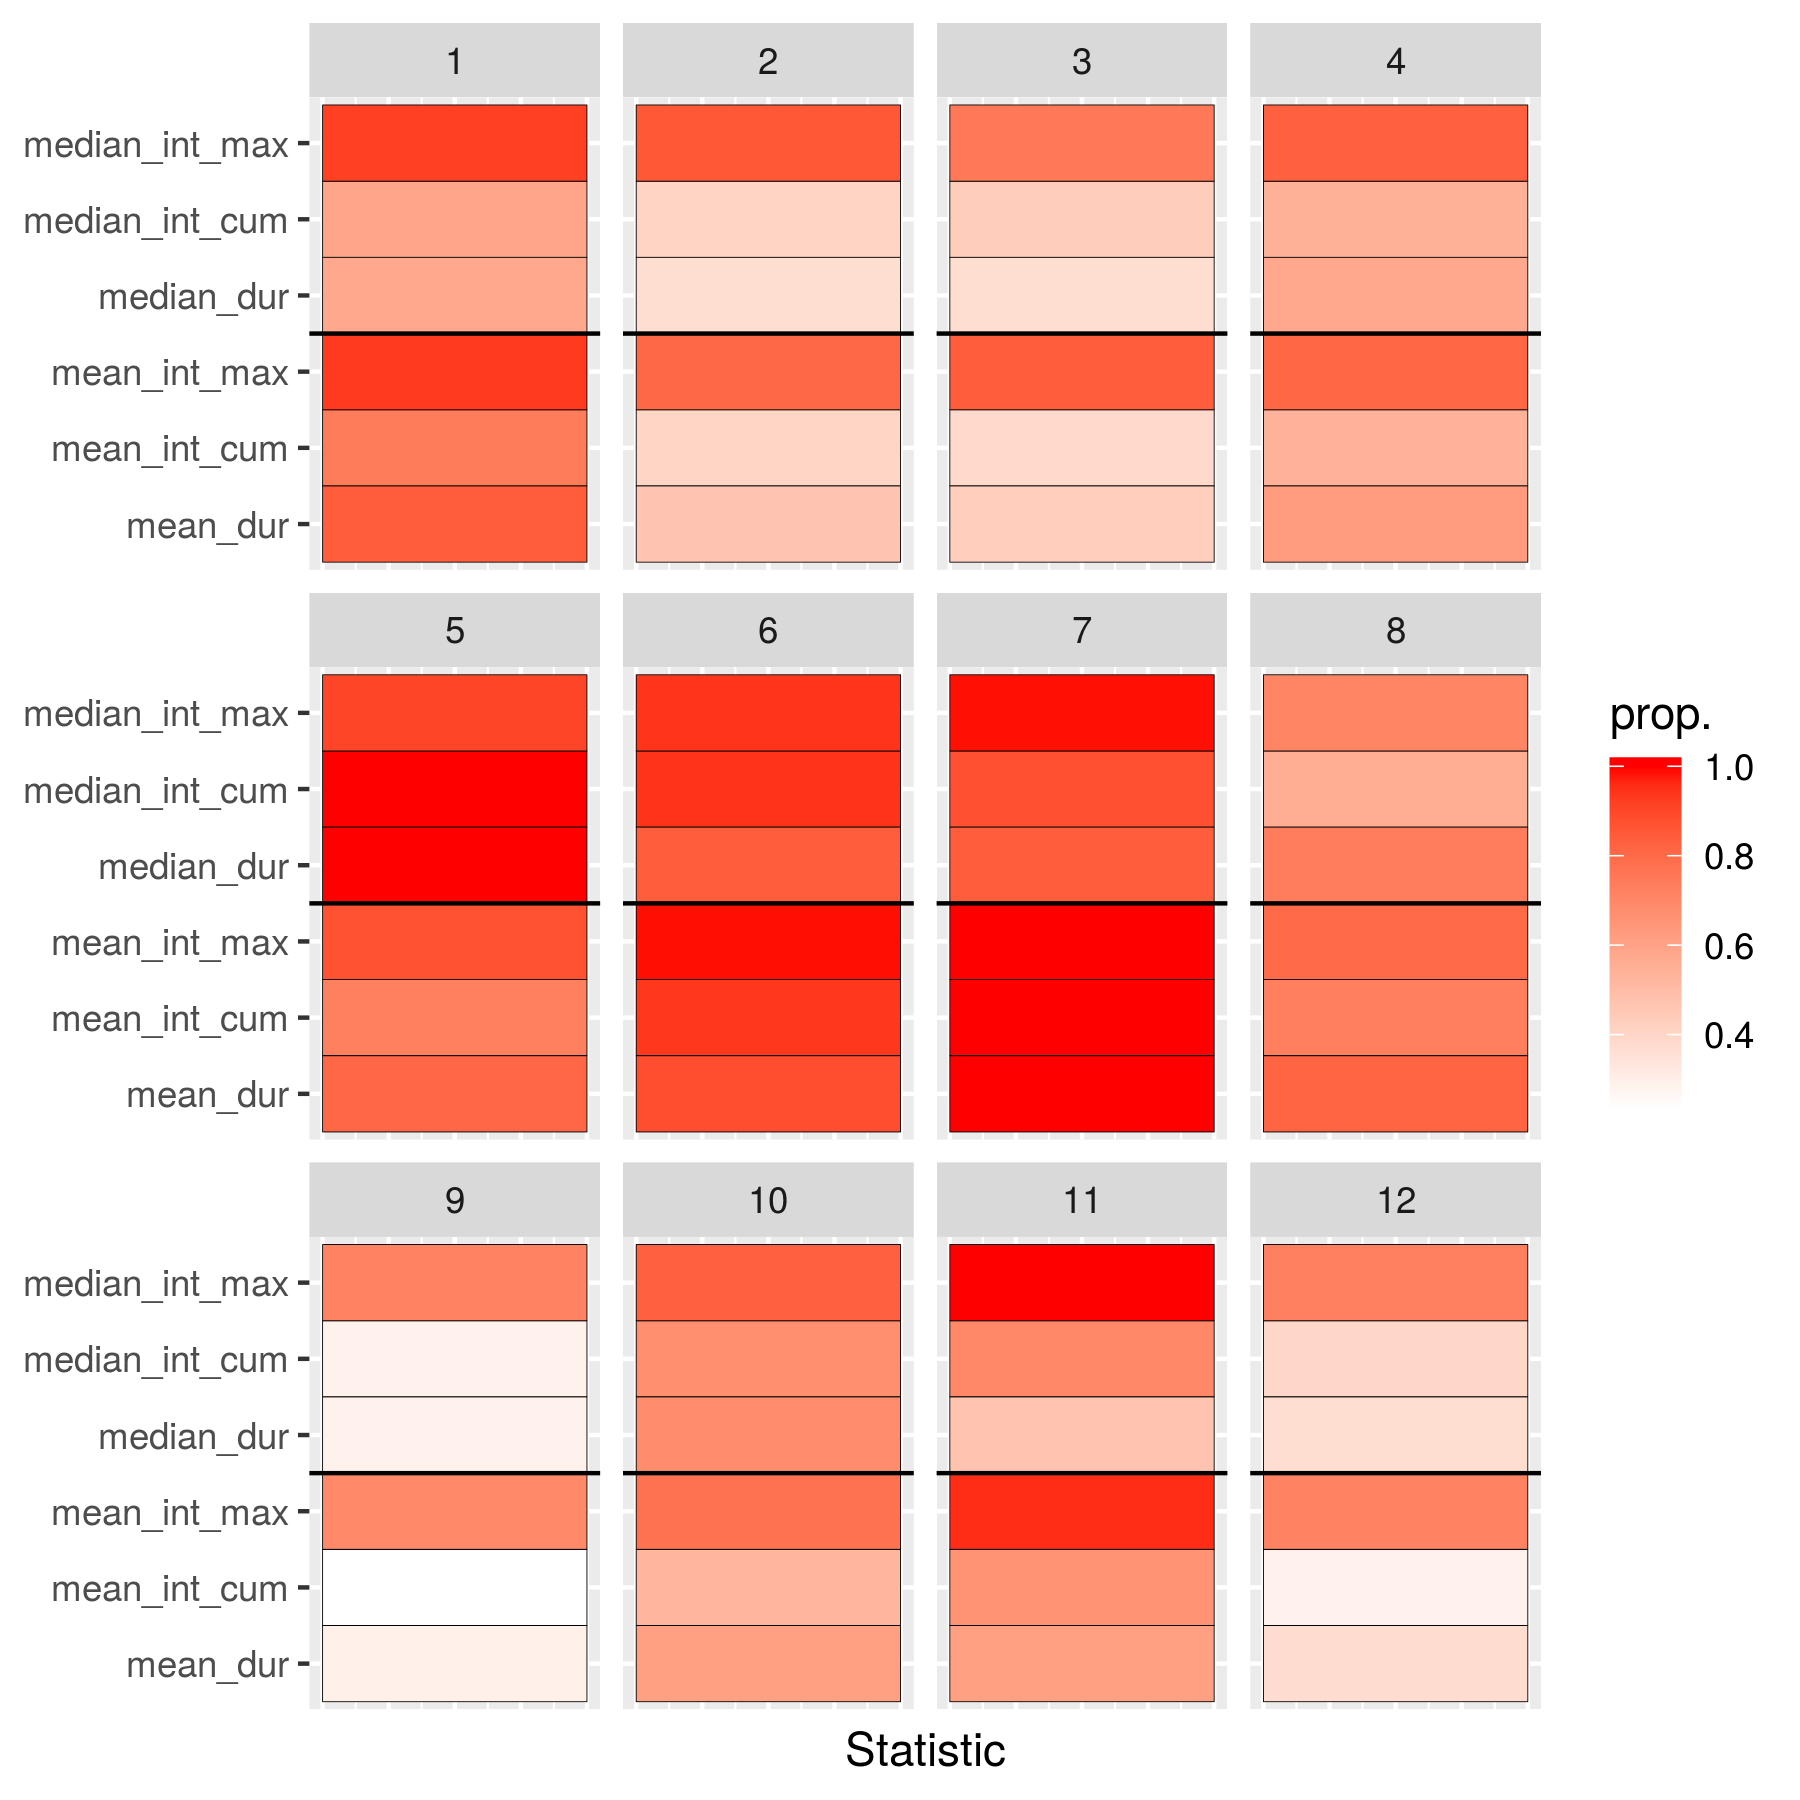 1 2 3 4
median_int_max
median_int_cum
median_dur
mean_int_max
mean_int_cum
mean_dur
5 6 7 8
median_int_max
median_int_cum
median_dur
mean_int_max
mean_int_cum
mean_dur
prop.
1.0
0.8
0.6
0.4
9 10 11 12
median_int_max
median_int_cum
median_dur
mean_int_max
mean_int_cum
mean_dur
Statistic